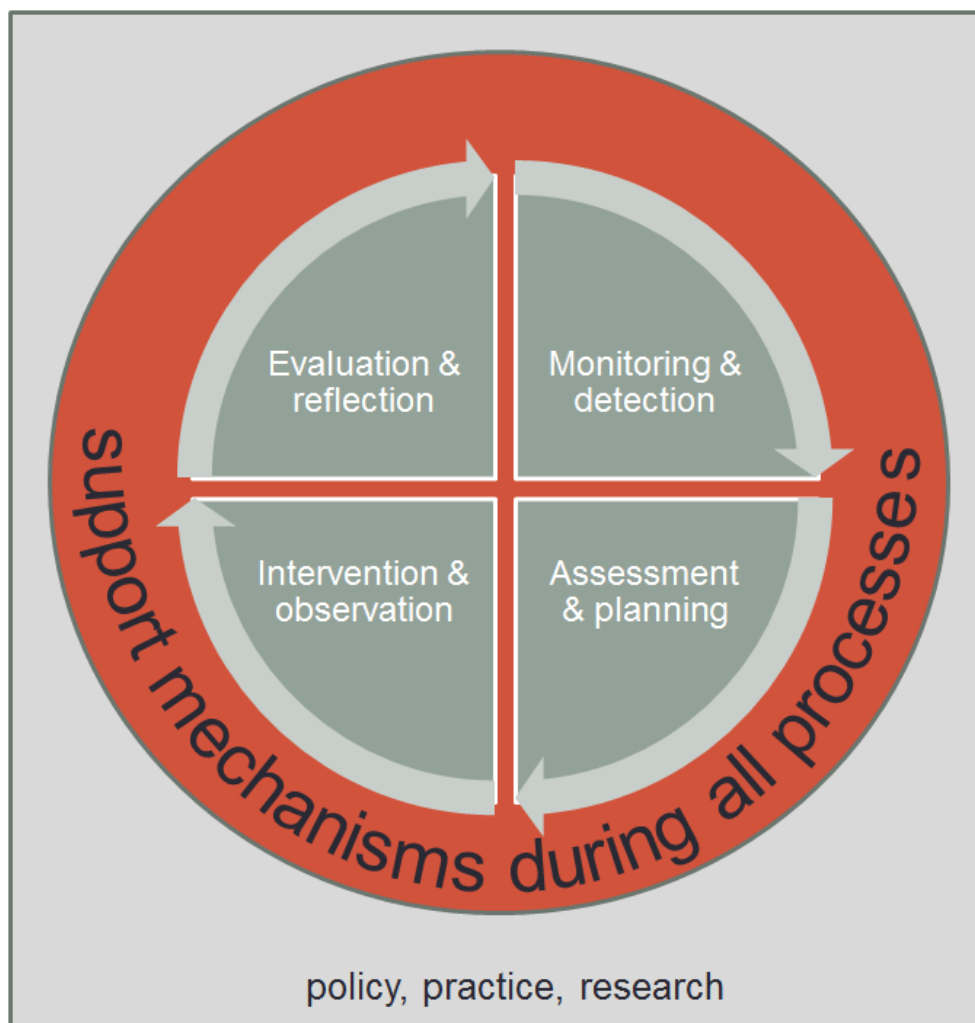 Evaluation &
reflection
Monitoring &
detection
Intervention &
observation
Assessment
& planning
support mechanisms during all processes
policy, practice, research